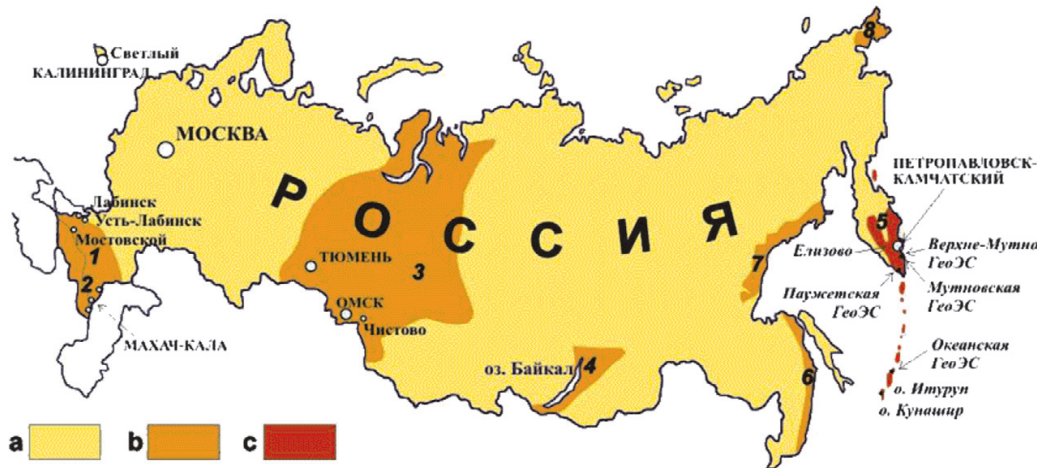 Светлый
КАЛИНИНГРАД
МОСКВА
8
ПЕТРОПАВЛОВСК-
КАМЧАТСКИЙ
РОССИЯ
Лабинск
Усть-Лабинск
Мостовской
1
2
МАХАЧ-КАЛА
ТЮМЕНЬ
3
ОМСК
Чистово
оз. Байкал
4
7
6
5
Елизово
Верхне-Мутно
ГеоЭС
Паужетская
ГеоЭС
Мутновская
ГеоЭС
Океанская
ГеоЭС
о. Итуруп
о. Кунашир
a b c